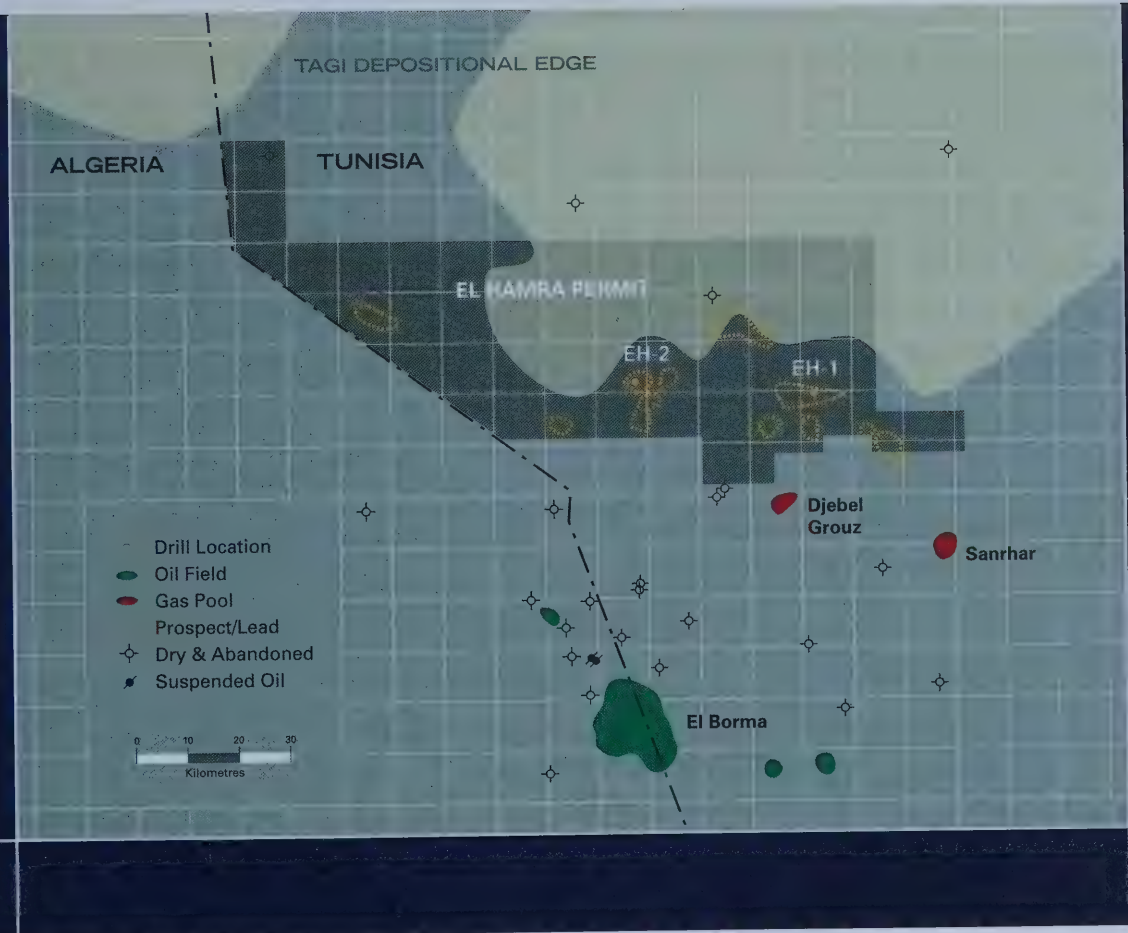 TAGI DEPOSITIONAL EDGE
ALGERIA
TUNISIA
EL HAMRA PERMIT
EH-2
EH-1
Djebel
Grouz
Sanrhar
Drill Location
Oil Field
Gas Pool
Prospect/Lead
Dry & Abandoned
Suspended Oil
0 10 20 30
Kilometres
El Borma